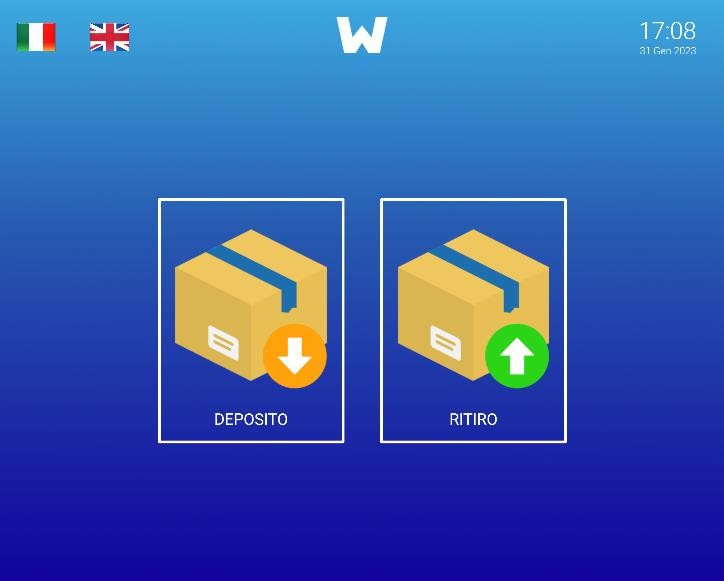 W
17:08
31 Gen 2023
DEPOSITO
RITIRO